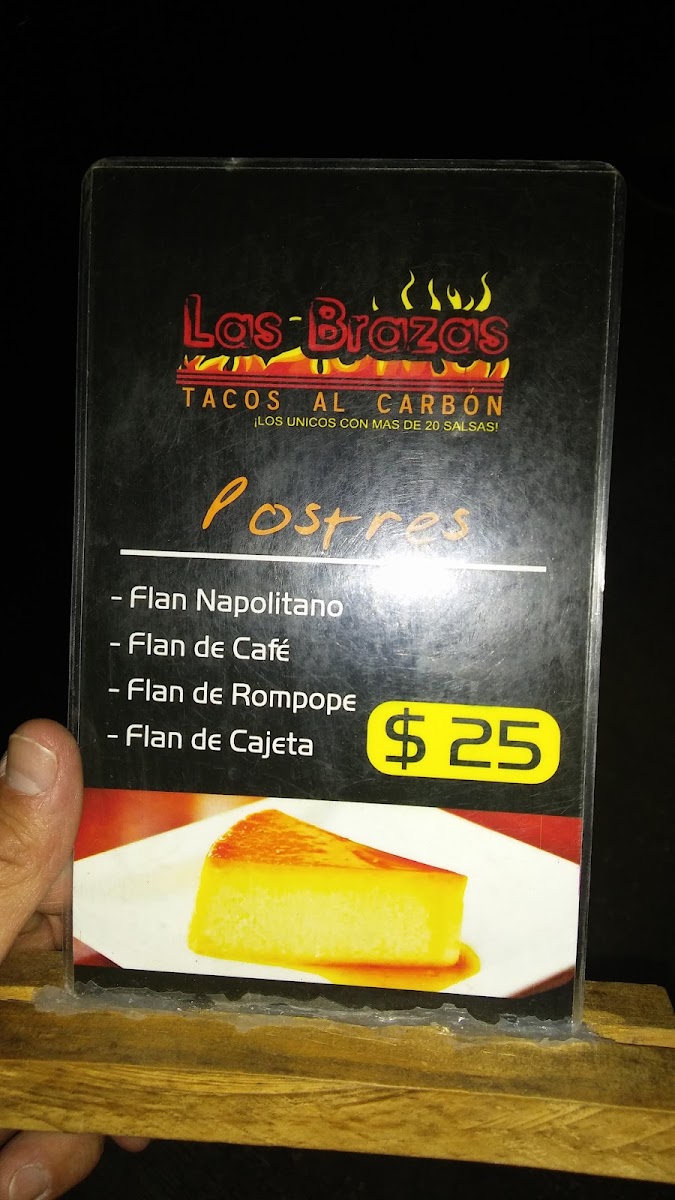 Las Brazas
TACOS AL CARBÓN
¡LOS UNICOS CON MAS DE 20 SALSAS!
Postres
- Flan Napolitano
- Flan de Café
- Flan de Rompope
- Flan de Cajeta
$ 25